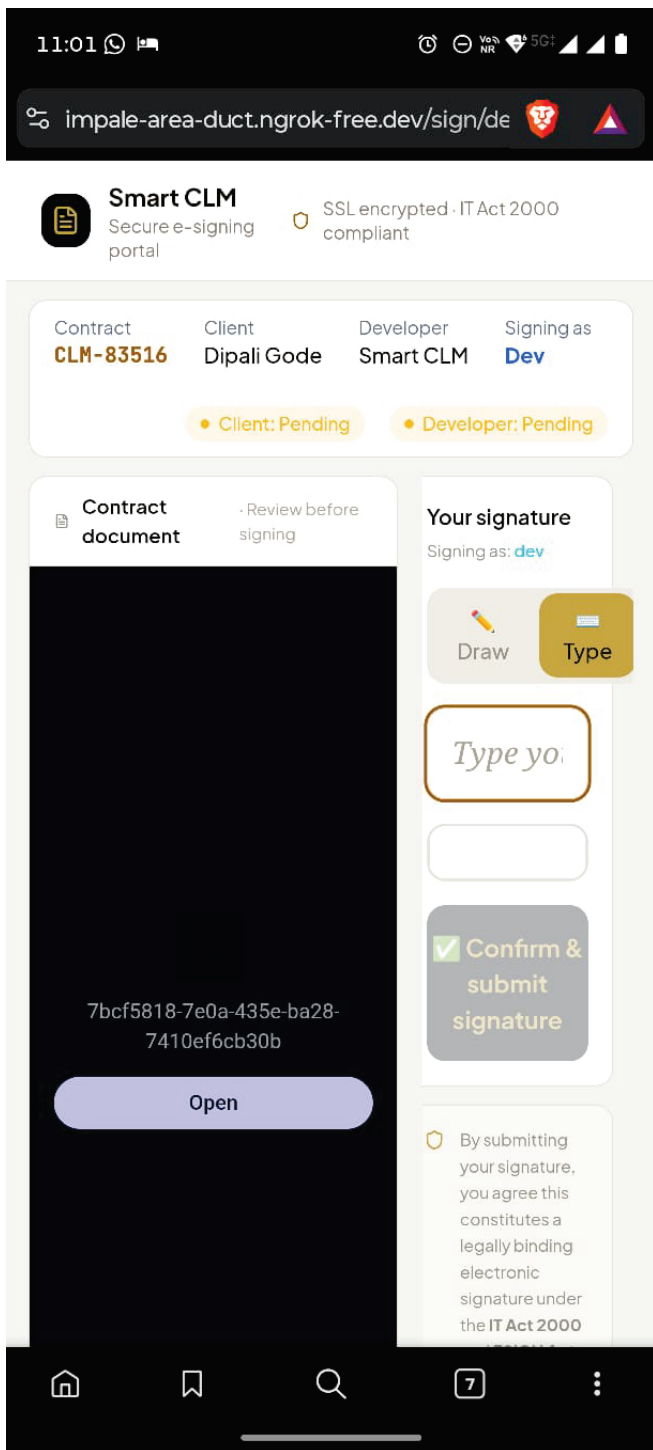 11:01
Vo))
NR
5G
impale-area-duct.ngrok-free.dev/sign/de
Smart CLM
Secure e-signing
portal
SSL encrypted · IT Act 2000
compliant
Contract
CLM-83516
Client
Dipali Gode
Developer
Smart CLM
Signing as
Dev
Client: Pending
Developer: Pending
Contract
document
· Review before
signing
7bcf5818-7e0a-435e-ba28-
7410ef6cb30b
Open
Your signature
Signing as: dev
Draw
Type
Type yo
Confirm &
submit
signature
By submitting
your signature,
you agree this
constitutes a
legally binding
electronic
signature under
the IT Act 2000
7